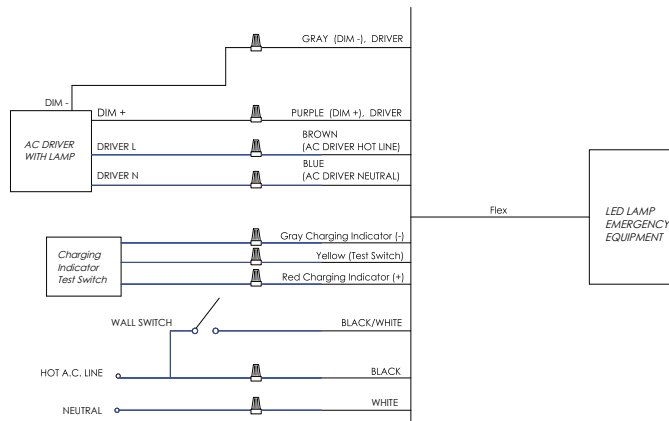 GRAY (DIM -), DRIVER
DIM -
DIM +
PURPLE (DIM +), DRIVER
AC DRIVER
WITH LAMP
DRIVER L
BROWN
(AC DRIVER HOT LINE)
DRIVER N
BLUE
(AC DRIVER NEUTRAL)
Flex
LED LAMP
EMERGENCY
EQUIPMENT
Charging
Indicator
Test Switch
Gray Charging Indicator (-)
Yellow (Test Switch)
Red Charging Indicator (+)
WALL SWITCH
BLACK/WHITE
HOT A.C. LINE
BLACK
NEUTRAL
WHITE